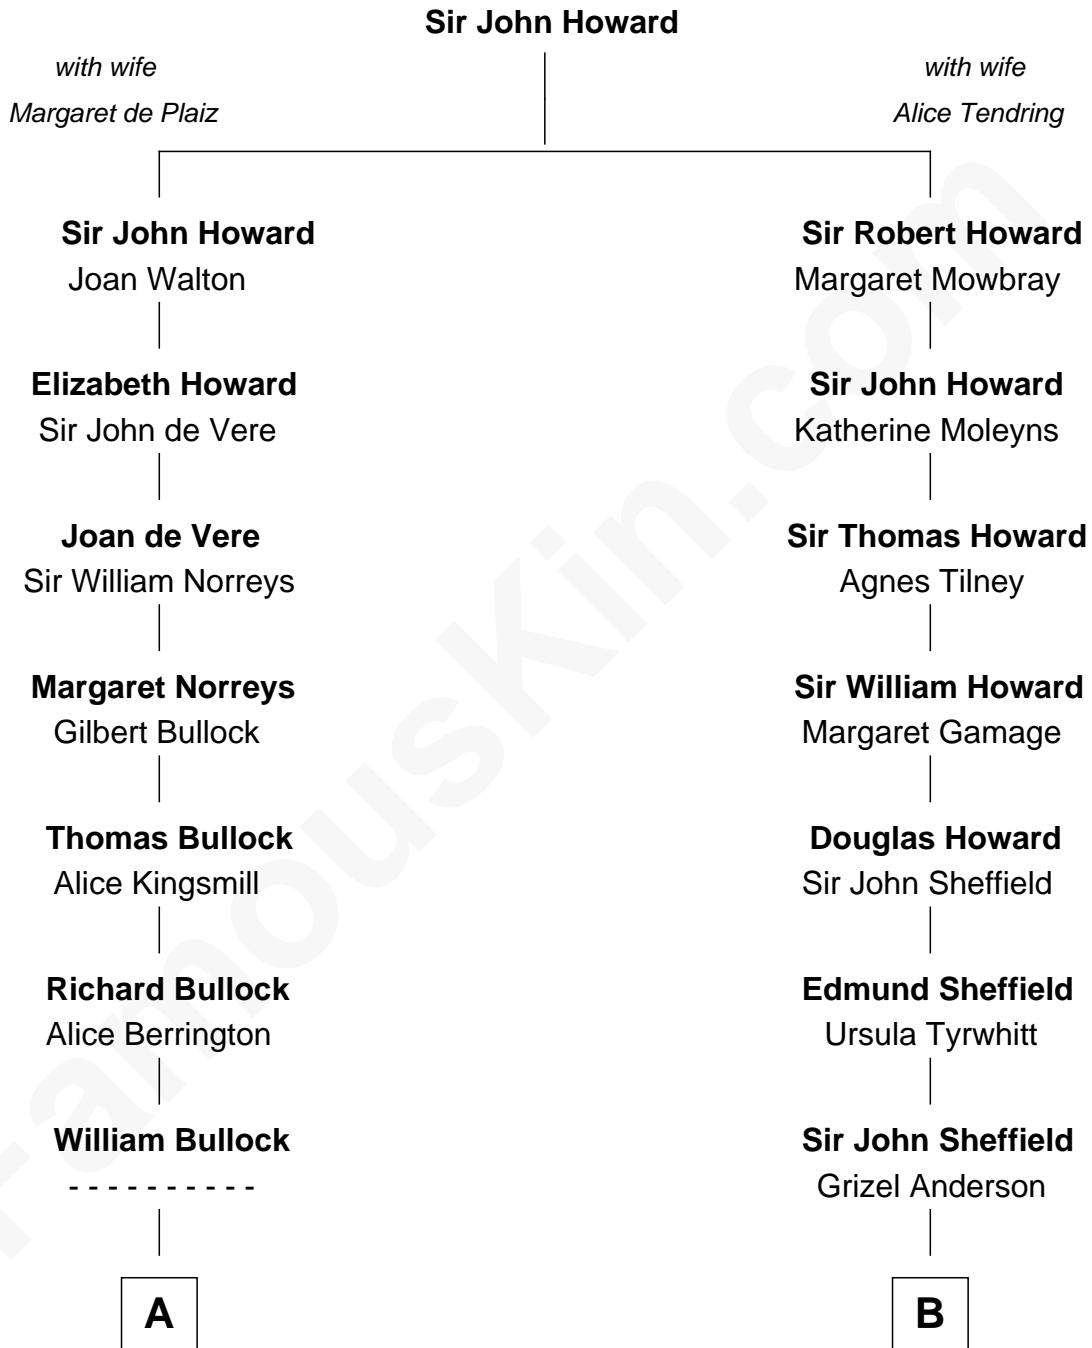 Sir John Howard
with wife
Margaret de Plaiz
with wife
Alice Tendring
Sir John Howard
Joan Walton
Sir Robert Howard
Margaret Mowbray
Elizabeth Howard
Sir John de Vere
Sir John Howard
Katherine Moleyns
Joan de Vere
Sir William Norreys
Sir Thomas Howard
Agnes Tilney
Margaret Norreys
Gilbert Bullock
Sir William Howard
Margaret Gamage
Thomas Bullock
Alice Kingsmill
Douglas Howard
Sir John Sheffield
Richard Bullock
Alice Berrington
Edmund Sheffield
Ursula Tyrwhitt
William Bullock
- - - - - - - - - -
Sir John Sheffield
Grizel Anderson
A
B
FamousKin.com